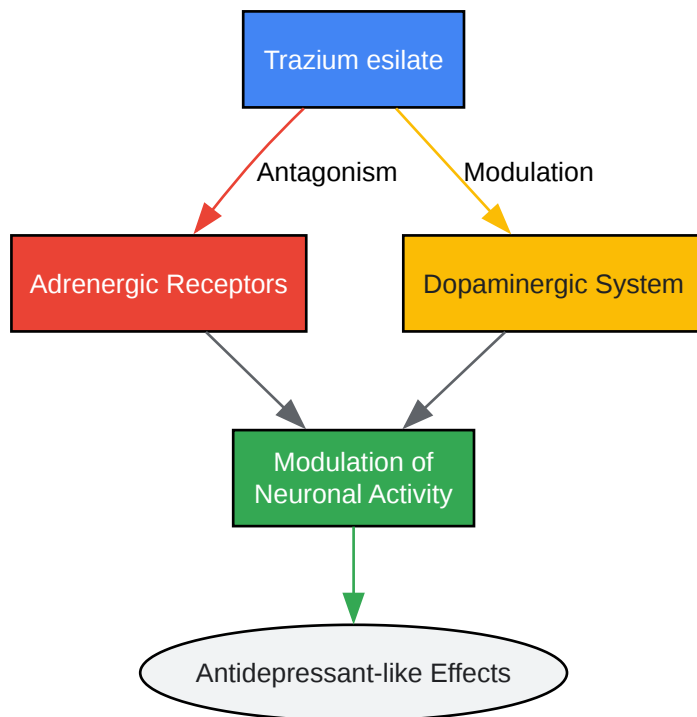 Trazium esilate
Antagonism
Modulation
Adrenergic Receptors
Dopaminergic System
Modulation of
Neuronal Activity
Antidepressant-like Effects